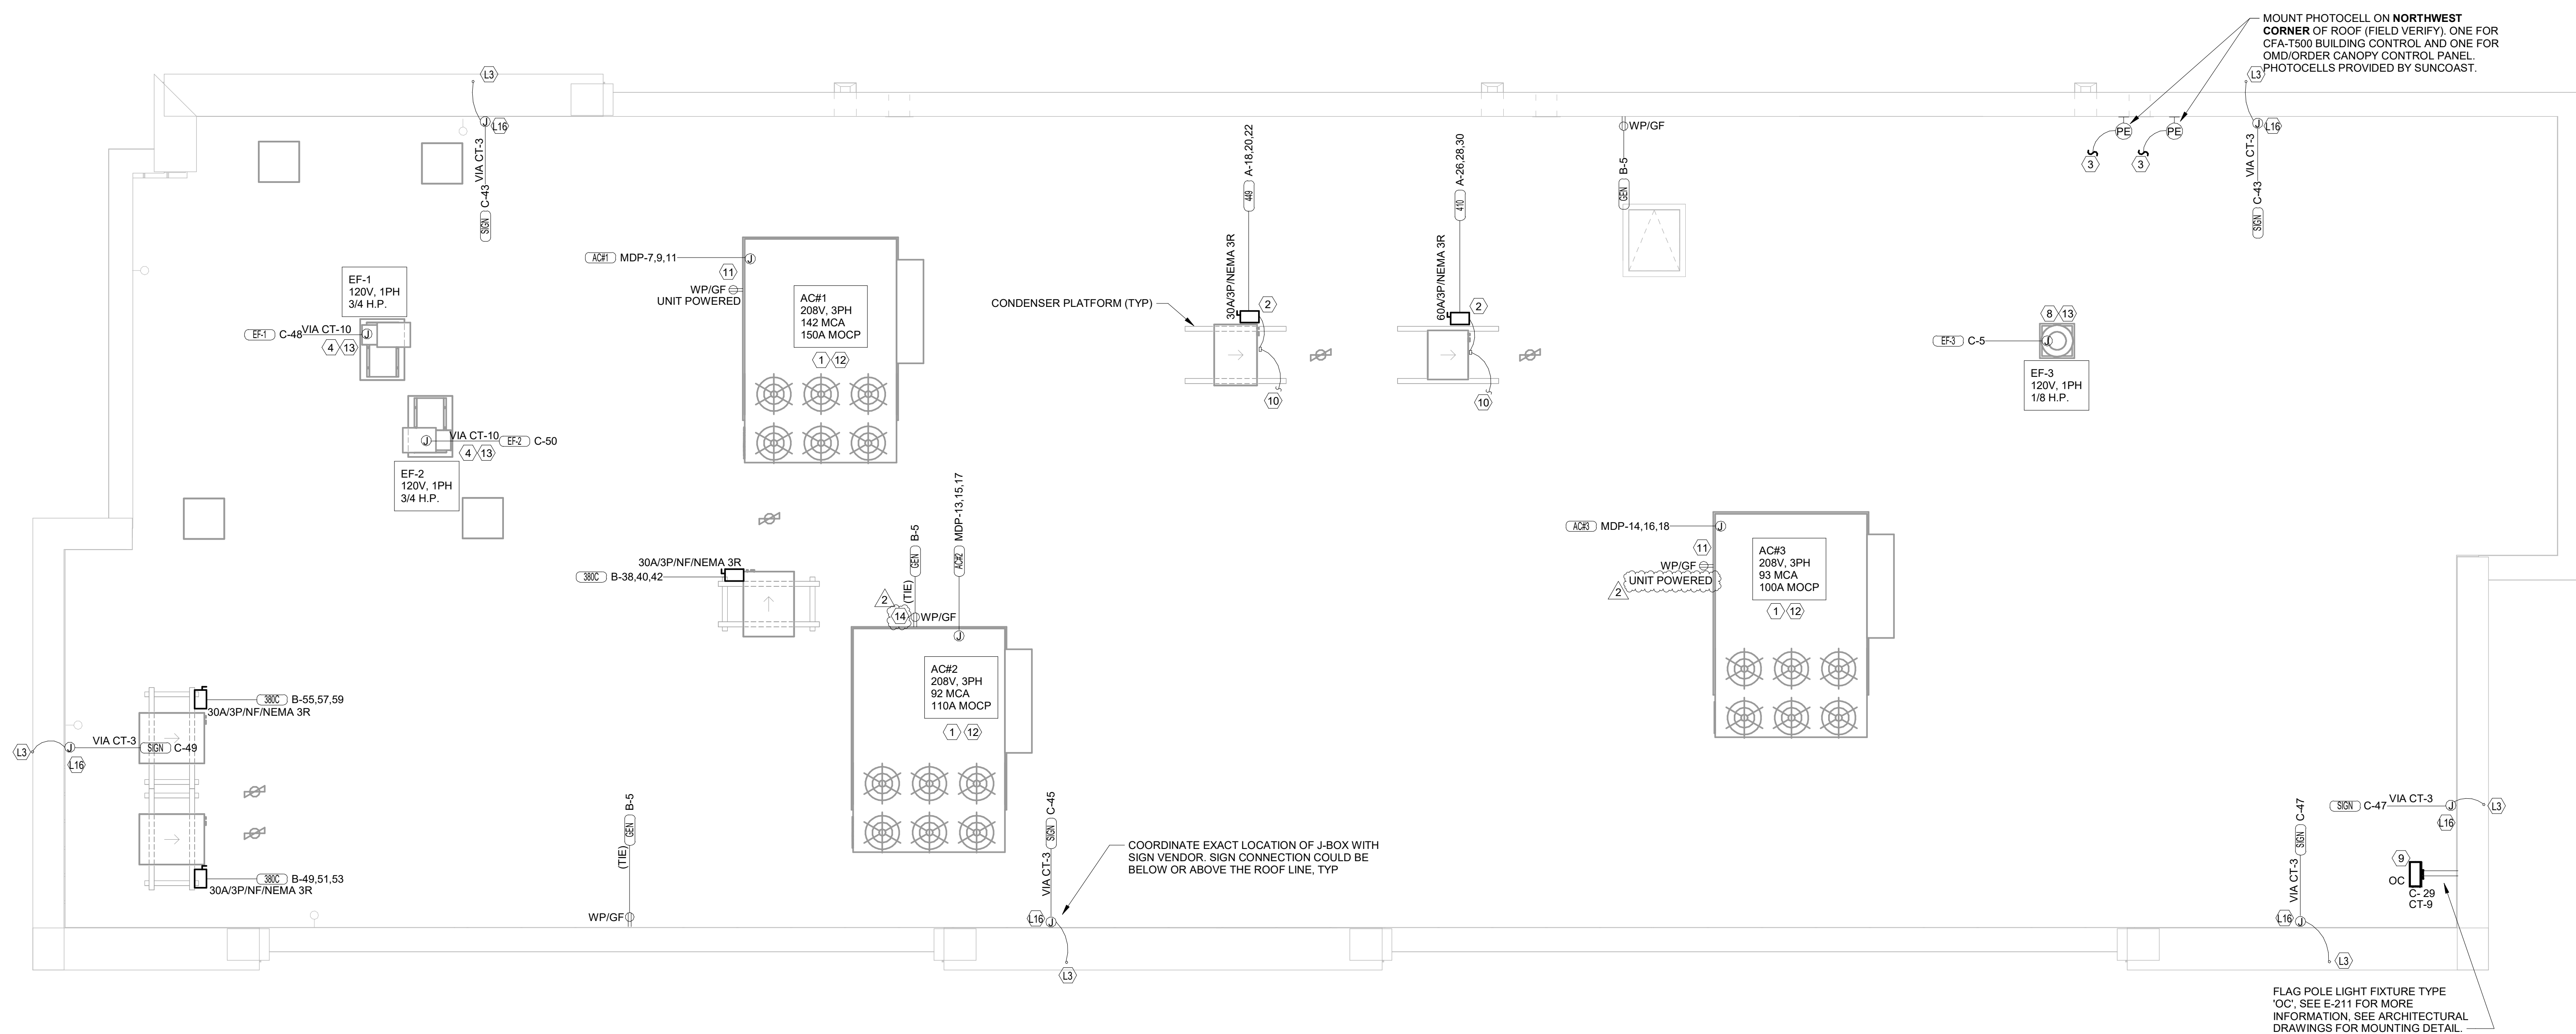 MOUNT PHOTOCELL ON NORTHWEST
CORNER OF ROOF (FIELD VERIFY). ONE FOR
CFA-T500 BUILDING CONTROL AND ONE FOR
OMD/ORDER CANOPY CONTROL PANEL.
PHOTOCELLS PROVIDED BY SUNCOAST.
L3
J
L16
VIA CT-3
SIGN C-43
A-18,20,22
449
30A/3P/NEMA 3R
2
10
A-26,28,30
410
60A/3P/NEMA 3R
2
10
WP/GF
B-5
GEN
PE
PE
3
3
L3
J
L16
VIA CT-3
SIGN C-43
AC#1 MDP-7,9,11
J
11
WP/GF
UNIT POWERED
AC#1
208V, 3PH
142 MCA
150A MOCP
1 12
CONDENSER PLATFORM (TYP)
EF-1
120V, 1PH
3/4 H.P.
EF-1 C-48 VIA CT-10
J
4 13
J
VIA CT-10
EF-2 C-50
4 13
EF-2
120V, 1PH
3/4 H.P.
8 13
EF-3 C-5
J
EF-3
120V, 1PH
1/8 H.P.
30A/3P/NF/NEMA 3R
380C B-38,40,42
B-5
GEN
(TIE)
MDP-13,15,17
AC#2
2
14
WP/GF
J
AC#2
208V, 3PH
92 MCA
110A MOCP
1 12
AC#3 MDP-14,16,18
J
11
WP/GF
UNIT POWERED
2
AC#3
208V, 3PH
93 MCA
100A MOCP
1 12
380C B-55,57,59
30A/3P/NF/NEMA 3R
L3
J
VIA CT-3
SIGN C-49
L16
380C B-49,51,53
30A/3P/NF/NEMA 3R
B-5
GEN
(TIE)
WP/GF
C-45
SIGN
VIA CT-3
L16
J
L3
COORDINATE EXACT LOCATION OF J-BOX WITH
SIGN VENDOR. SIGN CONNECTION COULD BE
BELOW OR ABOVE THE ROOF LINE, TYP
C-47
SIGN
VIA CT-3
L16
J
L3
SIGN C-47 VIA CT-3
J
L3
L16
9
OC
C- 29
CT-9
FLAG POLE LIGHT FIXTURE TYPE
'OC', SEE E-211 FOR MORE
INFORMATION, SEE ARCHITECTURAL
DRAWINGS FOR MOUNTING DETAIL.